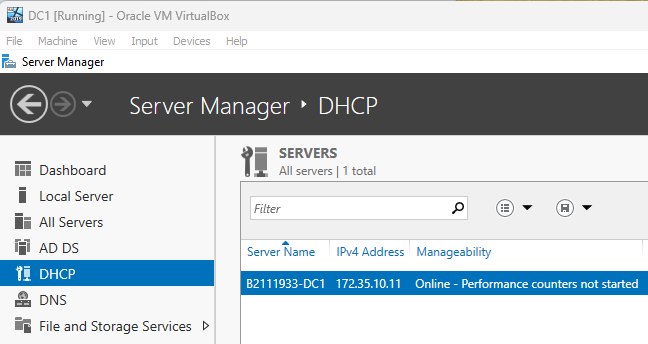 DC1 [Running] - Oracle VM VirtualBox
File Machine View Input Devices Help
Server Manager
Server Manager • DHCP
Dashboard
Local Server
All Servers
AD DS
DHCP
DNS
File and Storage Services
SERVERS
All servers | 1 total
Filter
Server Name IPv4 Address Manageability
B2111933-DC1 172.35.10.11 Online - Performance counters not started